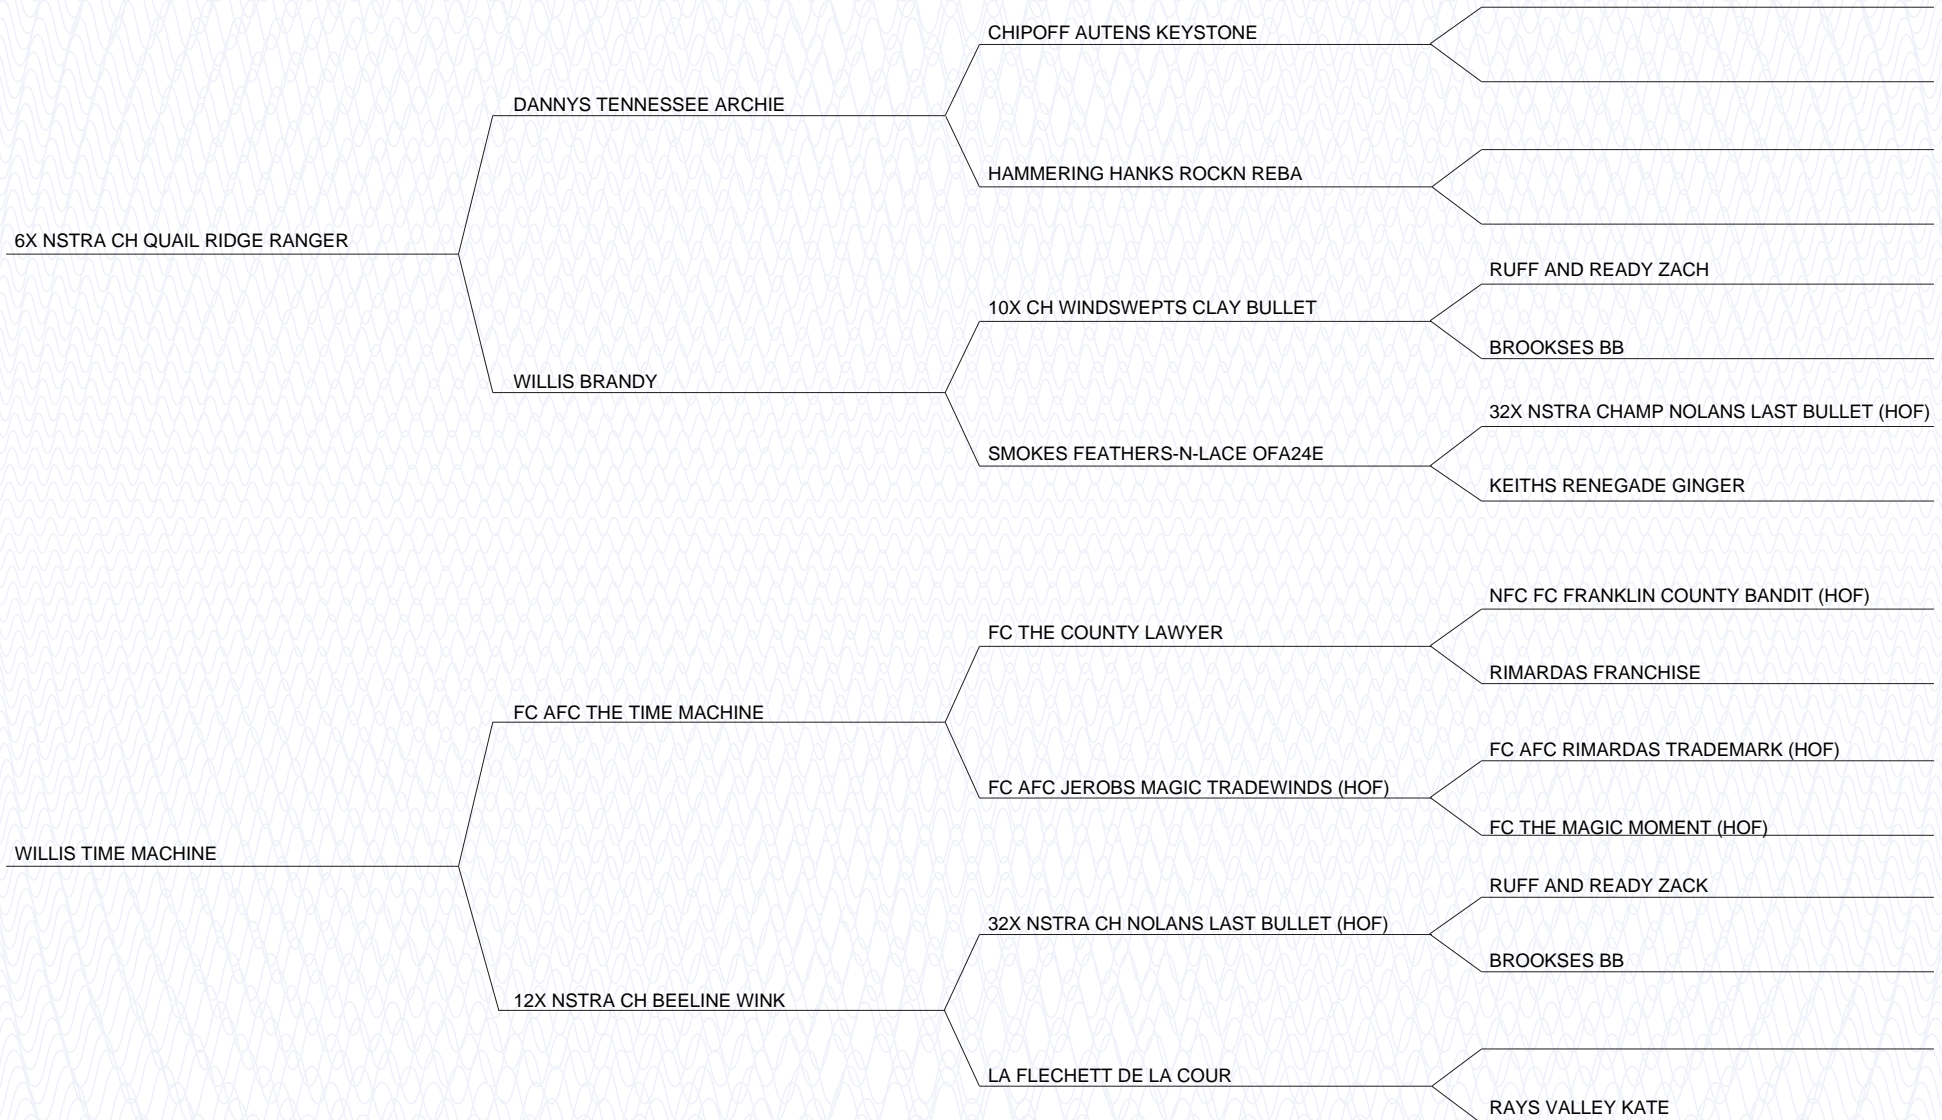 CHIPOFF AUTENS KEYSTONE
DANNYS TENNESSEE ARCHIE
HAMMERING HANKS ROCKN REBA
6X NSTRA CH QUAIL RIDGE RANGER
RUFF AND READY ZACH
10X CH WINDSWEPTS CLAY BULLET
BROOKSES BB
WILLIS BRANDY
32X NSTRA CHAMP NOLANS LAST BULLET (HOF)
SMOKES FEATHERS-N-LACE OFA24E
KEITHS RENEGADE GINGER
NFC FC FRANKLIN COUNTY BANDIT (HOF)
FC THE COUNTY LAWYER
RIMARDAS FRANCHISE
FC AFC THE TIME MACHINE
FC AFC RIMARDAS TRADEMARK (HOF)
FC AFC JEROBS MAGIC TRADEWINDS (HOF)
FC THE MAGIC MOMENT (HOF)
WILLIS TIME MACHINE
RUFF AND READY ZACK
32X NSTRA CH NOLANS LAST BULLET (HOF)
BROOKSES BB
12X NSTRA CH BEELINE WINK
LA FLECHETT DE LA COUR
RAYS VALLEY KATE